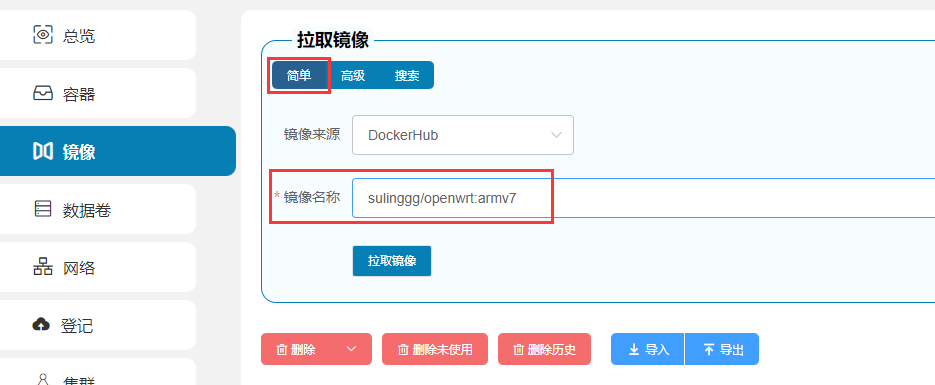 总览
容器
镜像
数据卷
网络
登记
集群
拉取镜像
简单 高级 搜索
镜像来源 DockerHub
* 镜像名称 sulinggg/openwrt:armv7
拉取镜像
删除 删除未使用 删除历史 导入 导出